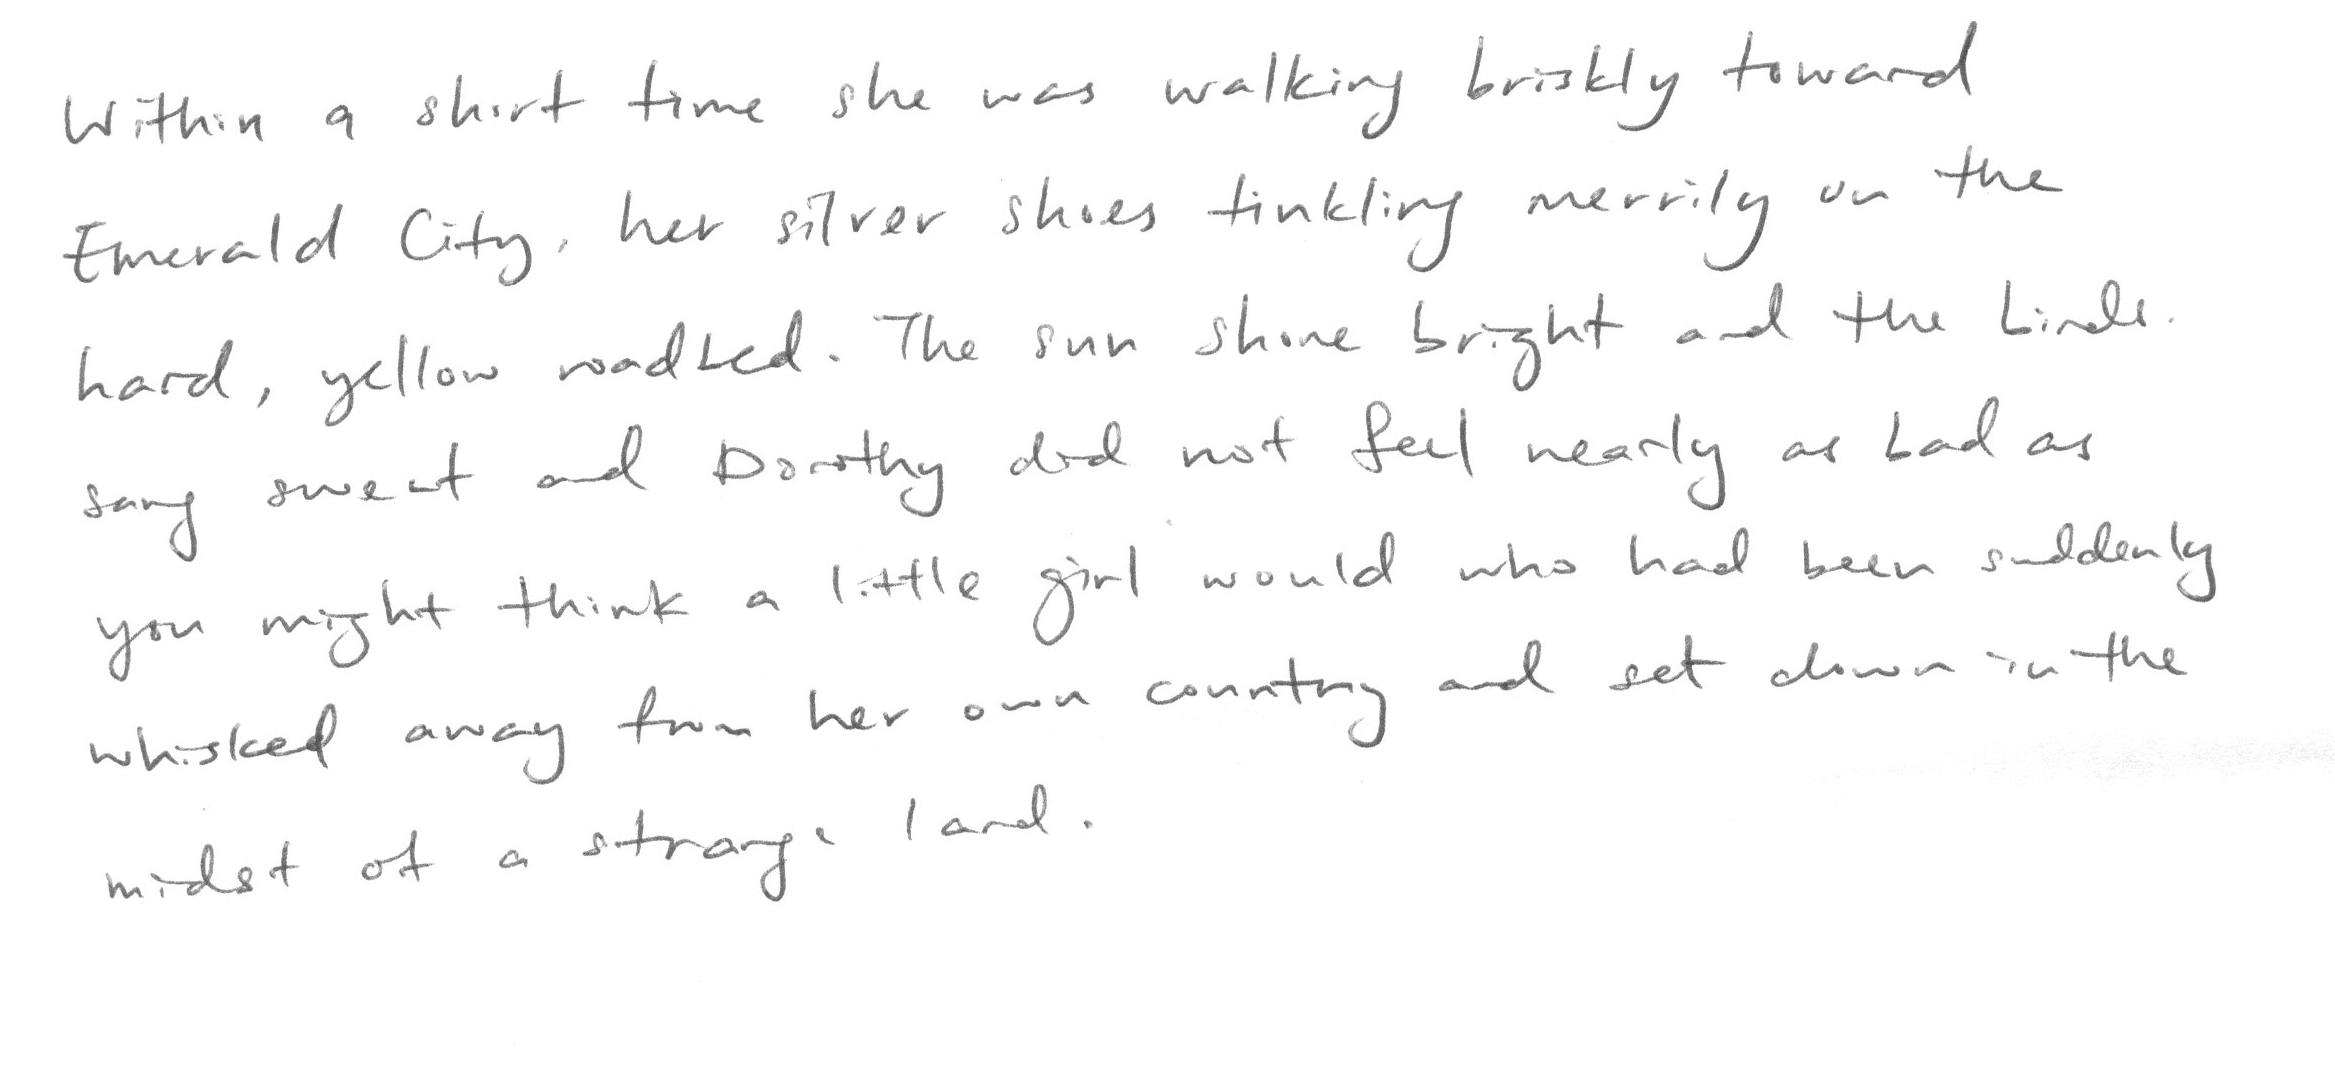 Within a short time she was walking briskly toward
Emerald City, her silver shoes tinkling merrily on the
hard, yellow roadbed. The sun shone bright and the birds
sang sweet and Dorothy did not feel nearly as bad as
you might think a little girl would who had been suddenly
whisked away from her own country and set down in the
midst of a strange land.